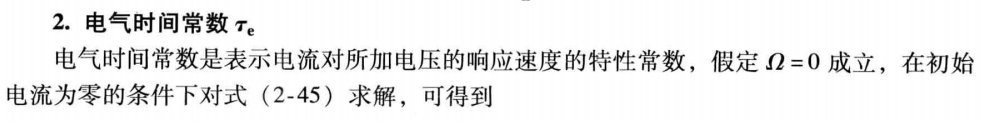 2. 电气时间常数 τe
电气时间常数是表示电流对所加电压的响应速度的特性常数，假定 Ω=0 成立，在初始
电流为零的条件下对式（2-45）求解，可得到